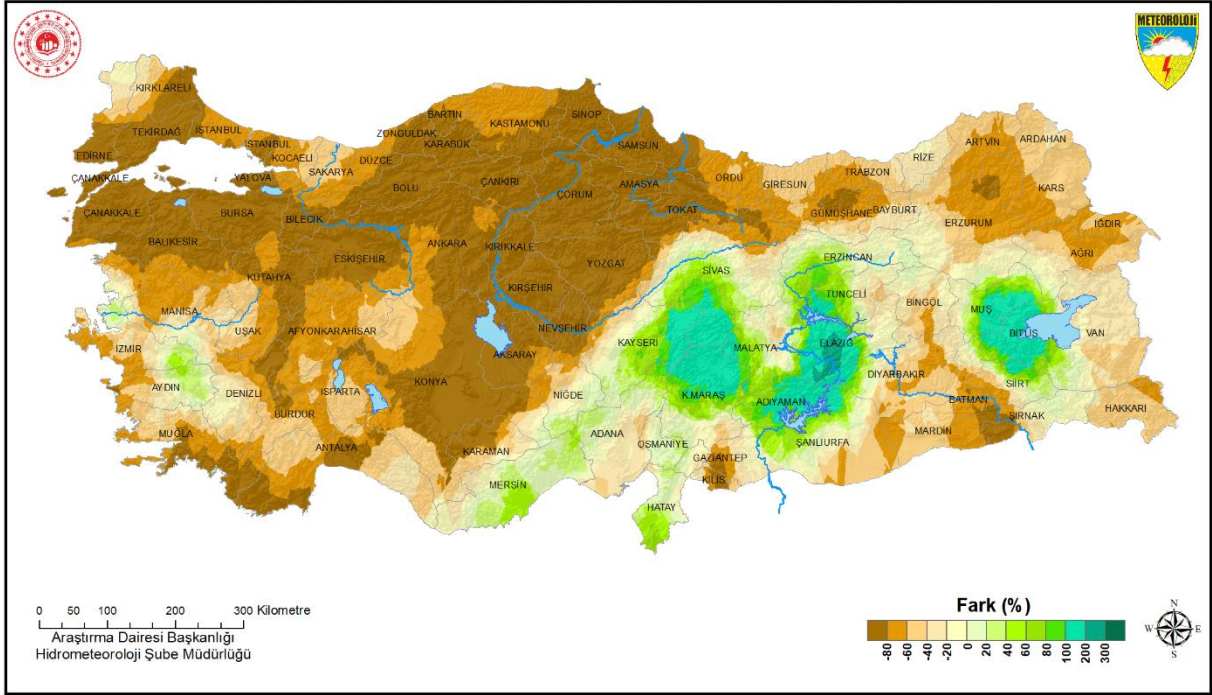 METEOROLOJİ
KIRKLARELİ
TEKİRDAĞ
İSTANBUL
İSTANBUL
EDİRNE
KOCAELİ
ÇANAKKALE
YALOVA
SAKARYA
DÜZCE
ZONGULDAK
BARTIN
KARABÜK
KASTAMONU
SİNOP
SAMSUN
ORDU
GİRESUN
TRABZON
RİZE
ARTVİN
ARDAHAN
KARS
ÇANAKKALE
BURSA
BİLECİK
BOLU
ÇANKIRI
ÇORUM
AMASYA
TOKAT
GÜMÜŞHANE
BAYBURT
ERZURUM
IĞDIR
AĞRI
BALIKESİR
KÜTAHYA
ESKİŞEHİR
ANKARA
KIRIKKALE
YOZGAT
SİVAS
ERZİNCAN
TUNCELİ
BİNGÖL
MUŞ
BİTLİS
VAN
MANİSA
UŞAK
AFYONKARAHİSAR
KIRŞEHİR
NEVŞEHİR
KAYSERİ
MALATYA
ELAZIĞ
DİYARBAKIR
İZMİR
AYDIN
DENİZLİ
ISPARTA
BURDUR
KONYA
AKSARAY
NİĞDE
K.MARAŞ
ADIYAMAN
BATMAN
SİİRT
ŞIRNAK
HAKKARİ
MUĞLA
ANTALYA
KARAMAN
MERSİN
ADANA
OSMANİYE
GAZİANTEP
KİLİS
ŞANLIURFA
MARDİN
HATAY
0 50 100 200 300 Kilometre
Araştırma Dairesi Başkanlığı
Hidrometeoroloji Şube Müdürlüğü
Fark (%)
-80 -60 -40 -20 0 20 40 60 80 100 200 300
N
W E
S